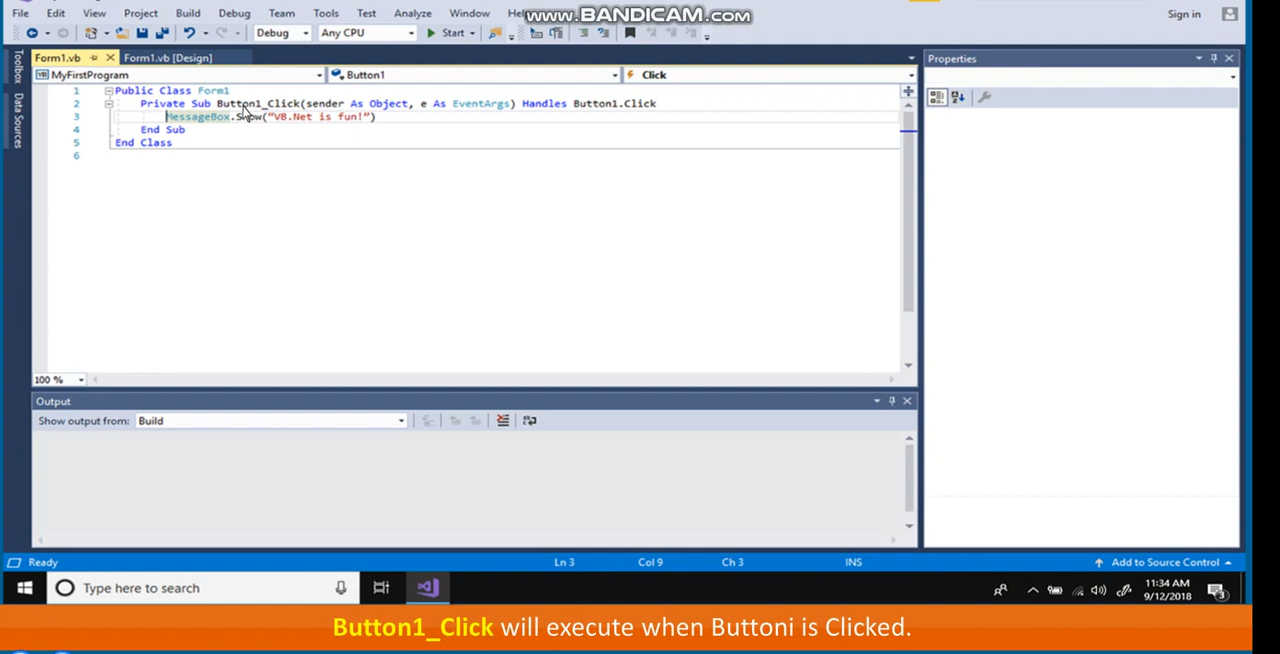 File Edit View Project Build Debug Team Tools Test Analyze Window Hel www.BANDICAM.com Sign in
Debug Any CPU Start
Toolbox
Data Sources
Form1.vb Form1.vb [Design]
MyFirstProgram Button1 Click
1 Public Class Form1
2 Private Sub Button1_Click(sender As Object, e As EventArgs) Handles Button1.Click
3 MessageBox.Show("VB.Net is fun!")
4 End Sub
5 End Class
6
100 %
Properties
Output
Show output from: Build
Ready Ln 3 Col 9 Ch 3 INS Add to Source Control
Type here to search 11:34 AM
9/12/2018 3
Button1_Click will execute when Buttoni is Clicked.